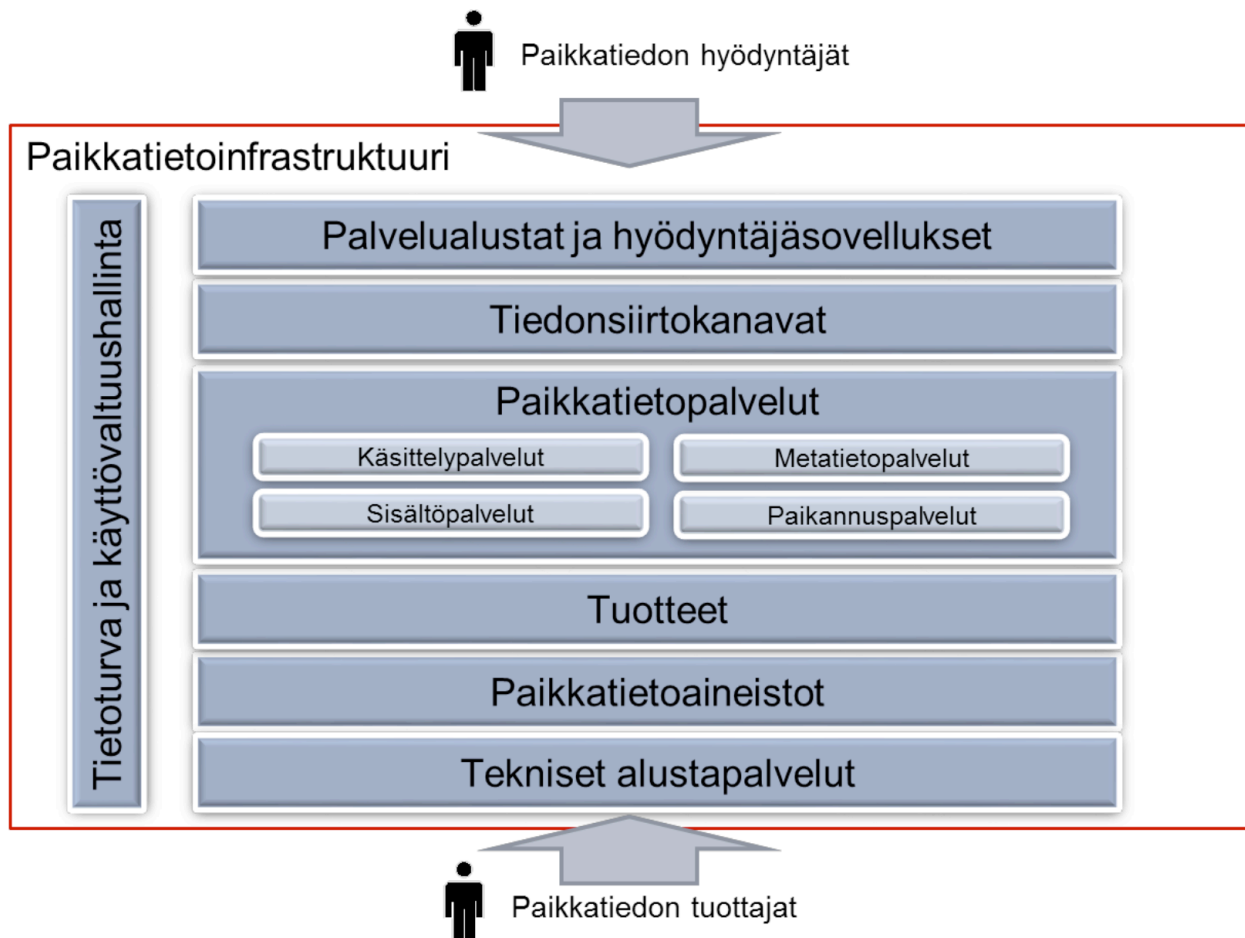 Paikkatiedon hyödyntäjät
Paikkatietoinfrastruktuuri
Tietoturva ja käyttövaltuushallinta
Palvelualustat ja hyödyntäjäsovellukset
Tiedonsiirtokanavat
Paikkatietopalvelut
Käsittelypalvelut
Metatietopalvelut
Sisältöpalvelut
Paikannuspalvelut
Tuotteet
Paikkatietoaineistot
Tekniset alustapalvelut
Paikkatiedon tuottajat